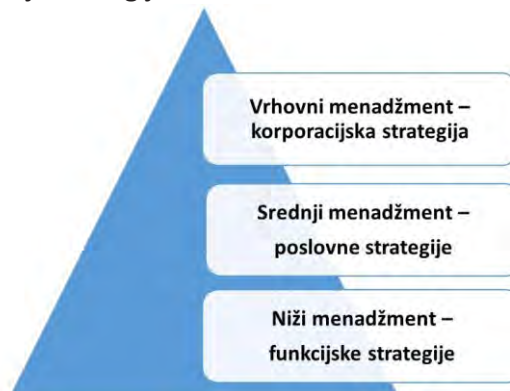 Vrhovni menadžment –
korporacijska strategija
Srednji menadžment –
poslovne strategije
Niži menadžment –
funkcijske strategije